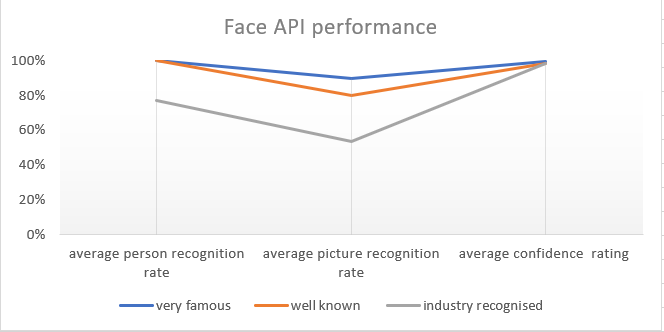 Face API performance
100%
80%
60%
40%
20%
0%
average person recognition
rate
average picture recognition
rate
average confidence  rating
very famous
well known
industry recognised